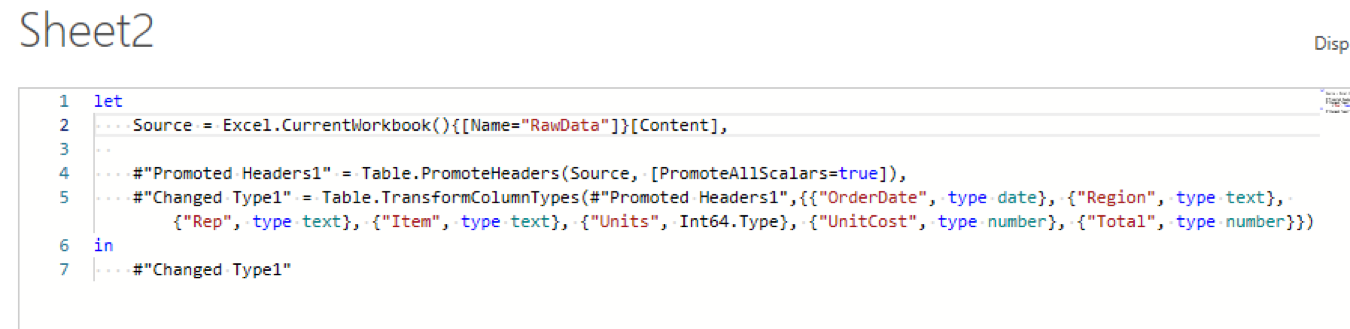 Sheet2
Disp
1 let
2 Source = Excel.CurrentWorkbook(){[Name="RawData"]}[Content],
3
4 #"Promoted Headers1" = Table.PromoteHeaders(Source, [PromoteAllScalars=true]),
5 #"Changed Type1" = Table.TransformColumnTypes(#"Promoted Headers1",{{"OrderDate", type date}, {"Region", type text},
{"Rep", type text}, {"Item", type text}, {"Units", Int64.Type}, {"UnitCost", type number}, {"Total", type number}})
6 in
7 #"Changed Type1"